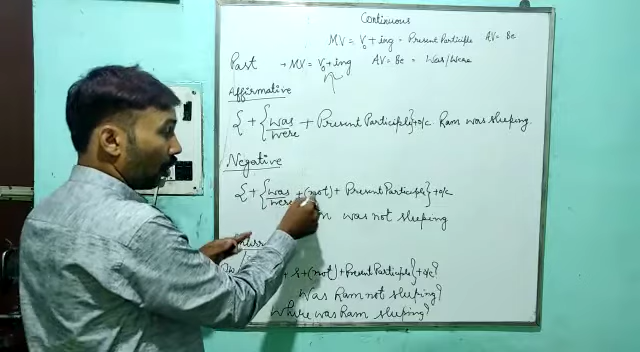 Continuous
MV = V₀ + ing - Present Participle AV = Be
Past → MV = V₀ + ing AV = Be = Was/Were
Affirmative
{ + { was/were + Present Participle } + o/c Ram was sleeping.
Negative
{ + { was/were + (not) + Present Participle } + o/c
was not sleeping
+ s + (not) + Present Participle } + o/c?
Was Ram not sleeping?
Where was Ram sleeping?